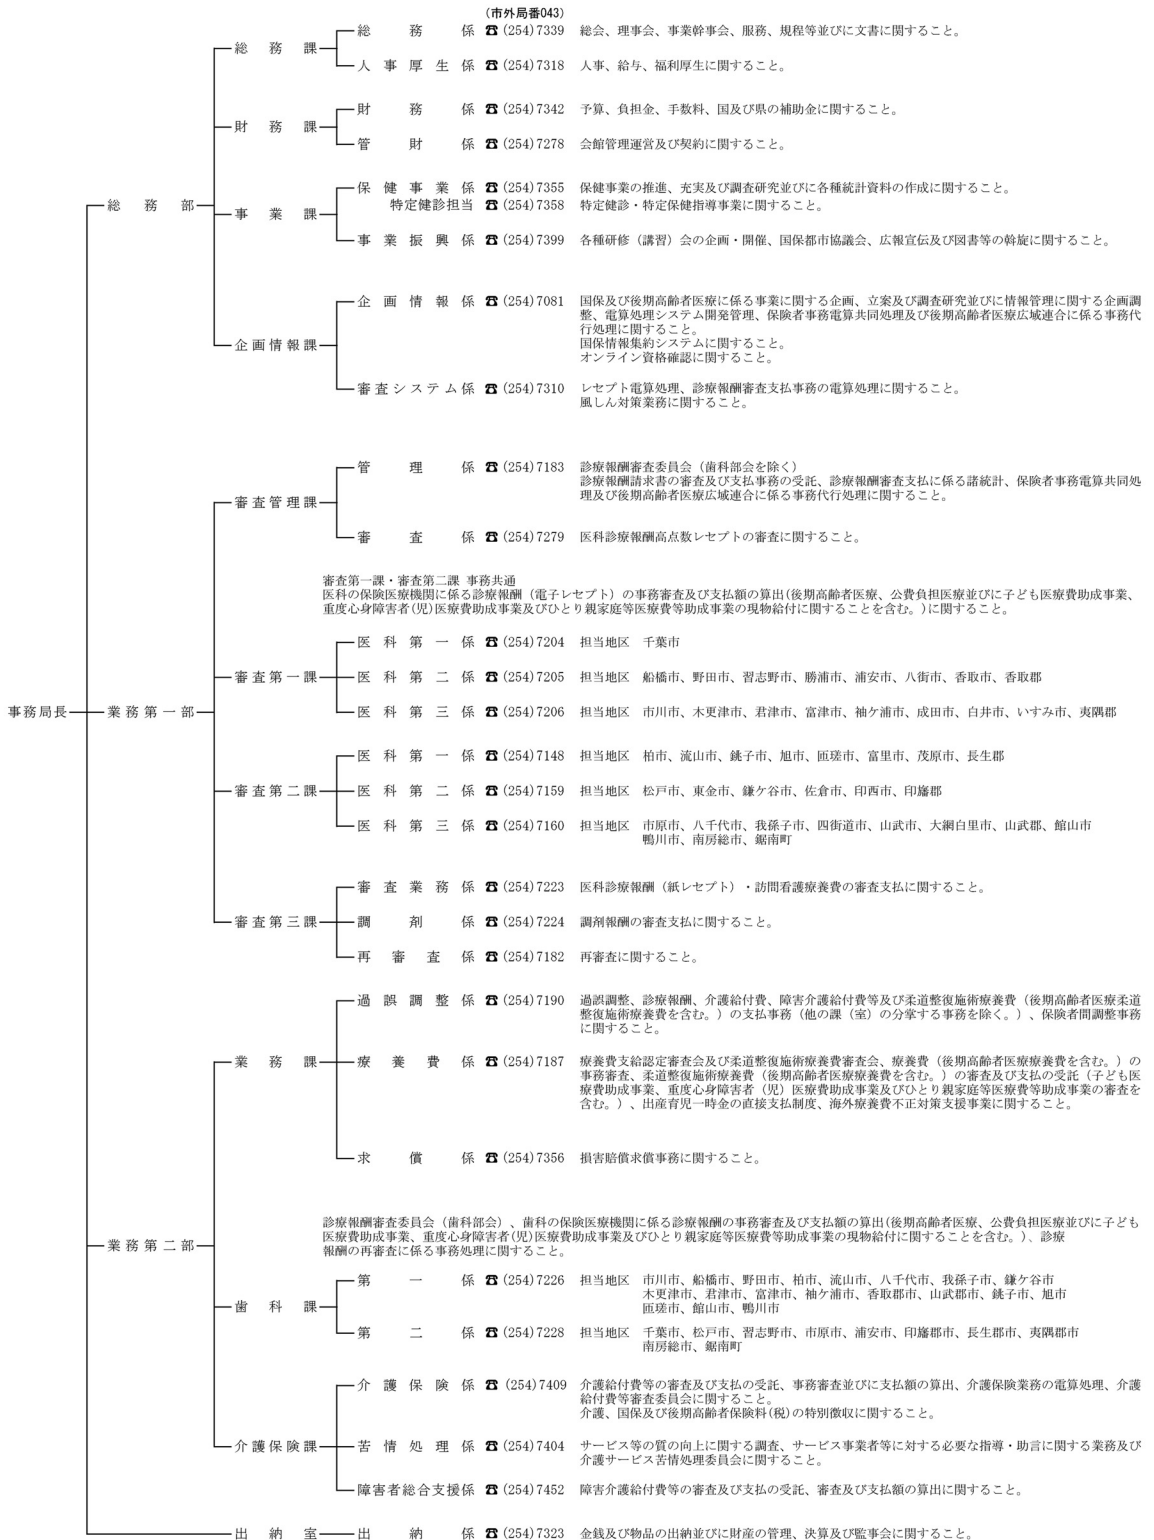 (市外局番043)
総務部
総務課
総務係 ☎(254)7339 総会、理事会、事業幹事会、服務、規程等並びに文書に関すること。
人事厚生係 ☎(254)7318 人事、給与、福利厚生に関すること。
財務課
財務係 ☎(254)7342 予算、負担金、手数料、国及び県の補助金に関すること。
管財係 ☎(254)7278 会館管理運営及び契約に関すること。
事業課
保健事業係 ☎(254)7355 保健事業の推進、充実及び調査研究並びに各種統計資料の作成に関すること。
特定健診担当 ☎(254)7358 特定健診・特定保健指導事業に関すること。
事業振興係 ☎(254)7399 各種研修（講習）会の企画・開催、国保都市協議会、広報宣伝及び図書等の斡旋に関すること。
企画情報課
企画情報係 ☎(254)7081 国保及び後期高齢者医療に係る事業に関する企画、立案及び調査研究並びに情報管理に関する企画調
整、電算処理システム開発管理、保険者事務電算共同処理及び後期高齢者医療広域連合に係る事務代
行処理に関すること。
国保情報集約システムに関すること。
オンライン資格確認に関すること。
審査システム係 ☎(254)7310 レセプト電算処理、診療報酬審査支払事務の電算処理に関すること。
風しん対策業務に関すること。
事務局長
業務第一部
審査管理課
管理係 ☎(254)7183 診療報酬審査委員会（歯科部会を除く）
診療報酬請求書の審査及び支払事務の受託、診療報酬審査支払に係る諸統計、保険者事務電算共同処
理及び後期高齢者医療広域連合に係る事務代行処理に関すること。
審査係 ☎(254)7279 医科診療報酬高点数レセプトの審査に関すること。
審査第一課・審査第二課 事務共通
医科の保険医療機関に係る診療報酬（電子レセプト）の事務審査及び支払額の算出(後期高齢者医療、公費負担医療並びに子ども医療費助成事業、
重度心身障害者(児)医療費助成事業及びひとり親家庭等医療費等助成事業の現物給付に関することを含む。)に関すること。
審査第一課
医科第一係 ☎(254)7204 担当地区 千葉市
医科第二係 ☎(254)7205 担当地区 船橋市、野田市、習志野市、勝浦市、浦安市、八街市、香取市、香取郡
医科第三係 ☎(254)7206 担当地区 市川市、木更津市、君津市、富津市、袖ケ浦市、成田市、白井市、いすみ市、夷隅郡
審査第二課
医科第一係 ☎(254)7148 担当地区 柏市、流山市、銚子市、旭市、匝瑳市、富里市、茂原市、長生郡
医科第二係 ☎(254)7159 担当地区 松戸市、東金市、鎌ケ谷市、佐倉市、印西市、印旛郡
医科第三係 ☎(254)7160 担当地区 市原市、八千代市、我孫子市、四街道市、山武市、大網白里市、山武郡、館山市
鴨川市、南房総市、鋸南町
審査第三課
審査業務係 ☎(254)7223 医科診療報酬（紙レセプト）・訪問看護療養費の審査支払に関すること。
調剤係 ☎(254)7224 調剤報酬の審査支払に関すること。
再審査係 ☎(254)7182 再審査に関すること。
業務第二部
業務課
過誤調整係 ☎(254)7190 過誤調整、診療報酬、介護給付費、障害介護給付費等及び柔道整復施術療養費（後期高齢者医療柔道
整復施術療養費を含む。）の支払事務（他の課（室）の分掌する事務を除く。）、保険者間調整事務
に関すること。
療養費係 ☎(254)7187 療養費支給認定審査会及び柔道整復施術療養費審査会、療養費（後期高齢者医療療養費を含む。）の
事務審査、柔道整復施術療養費（後期高齢者医療療養費を含む。）の審査及び支払の受託（子ども医
療費助成事業、重度心身障害者（児）医療費助成事業及びひとり親家庭等医療費等助成事業の審査を
含む。）、出産育児一時金の直接支払制度、海外療養費不正対策支援事業に関すること。
求償係 ☎(254)7356 損害賠償求償事務に関すること。
診療報酬審査委員会（歯科部会）、歯科の保険医療機関に係る診療報酬の事務審査及び支払額の算出(後期高齢者医療、公費負担医療並びに子ども
医療費助成事業、重度心身障害者(児)医療費助成事業及びひとり親家庭等医療費等助成事業の現物給付に関することを含む。)、診療
報酬の再審査に係る事務処理に関すること。
歯科課
第一係 ☎(254)7226 担当地区 市川市、船橋市、野田市、柏市、流山市、八千代市、我孫子市、鎌ケ谷市
木更津市、君津市、富津市、袖ケ浦市、香取郡市、山武郡市、銚子市、旭市
匝瑳市、館山市、鴨川市
第二係 ☎(254)7228 担当地区 千葉市、松戸市、習志野市、市原市、浦安市、印旛郡市、長生郡市、夷隅郡市
南房総市、鋸南町
介護保険課
介護保険係 ☎(254)7409 介護給付費等の審査及び支払の受託、事務審査並びに支払額の算出、介護保険業務の電算処理、介護
給付費等審査委員会に関すること。
介護、国保及び後期高齢者保険料(税)の特別徴収に関すること。
苦情処理係 ☎(254)7404 サービス等の質の向上に関する調査、サービス事業者等に対する必要な指導・助言に関する業務及び
介護サービス苦情処理委員会に関すること。
障害者総合支援係 ☎(254)7452 障害介護給付費等の審査及び支払の受託、審査及び支払額の算出に関すること。
出納室
出納係 ☎(254)7323 金銭及び物品の出納並びに財産の管理、決算及び監事会に関すること。